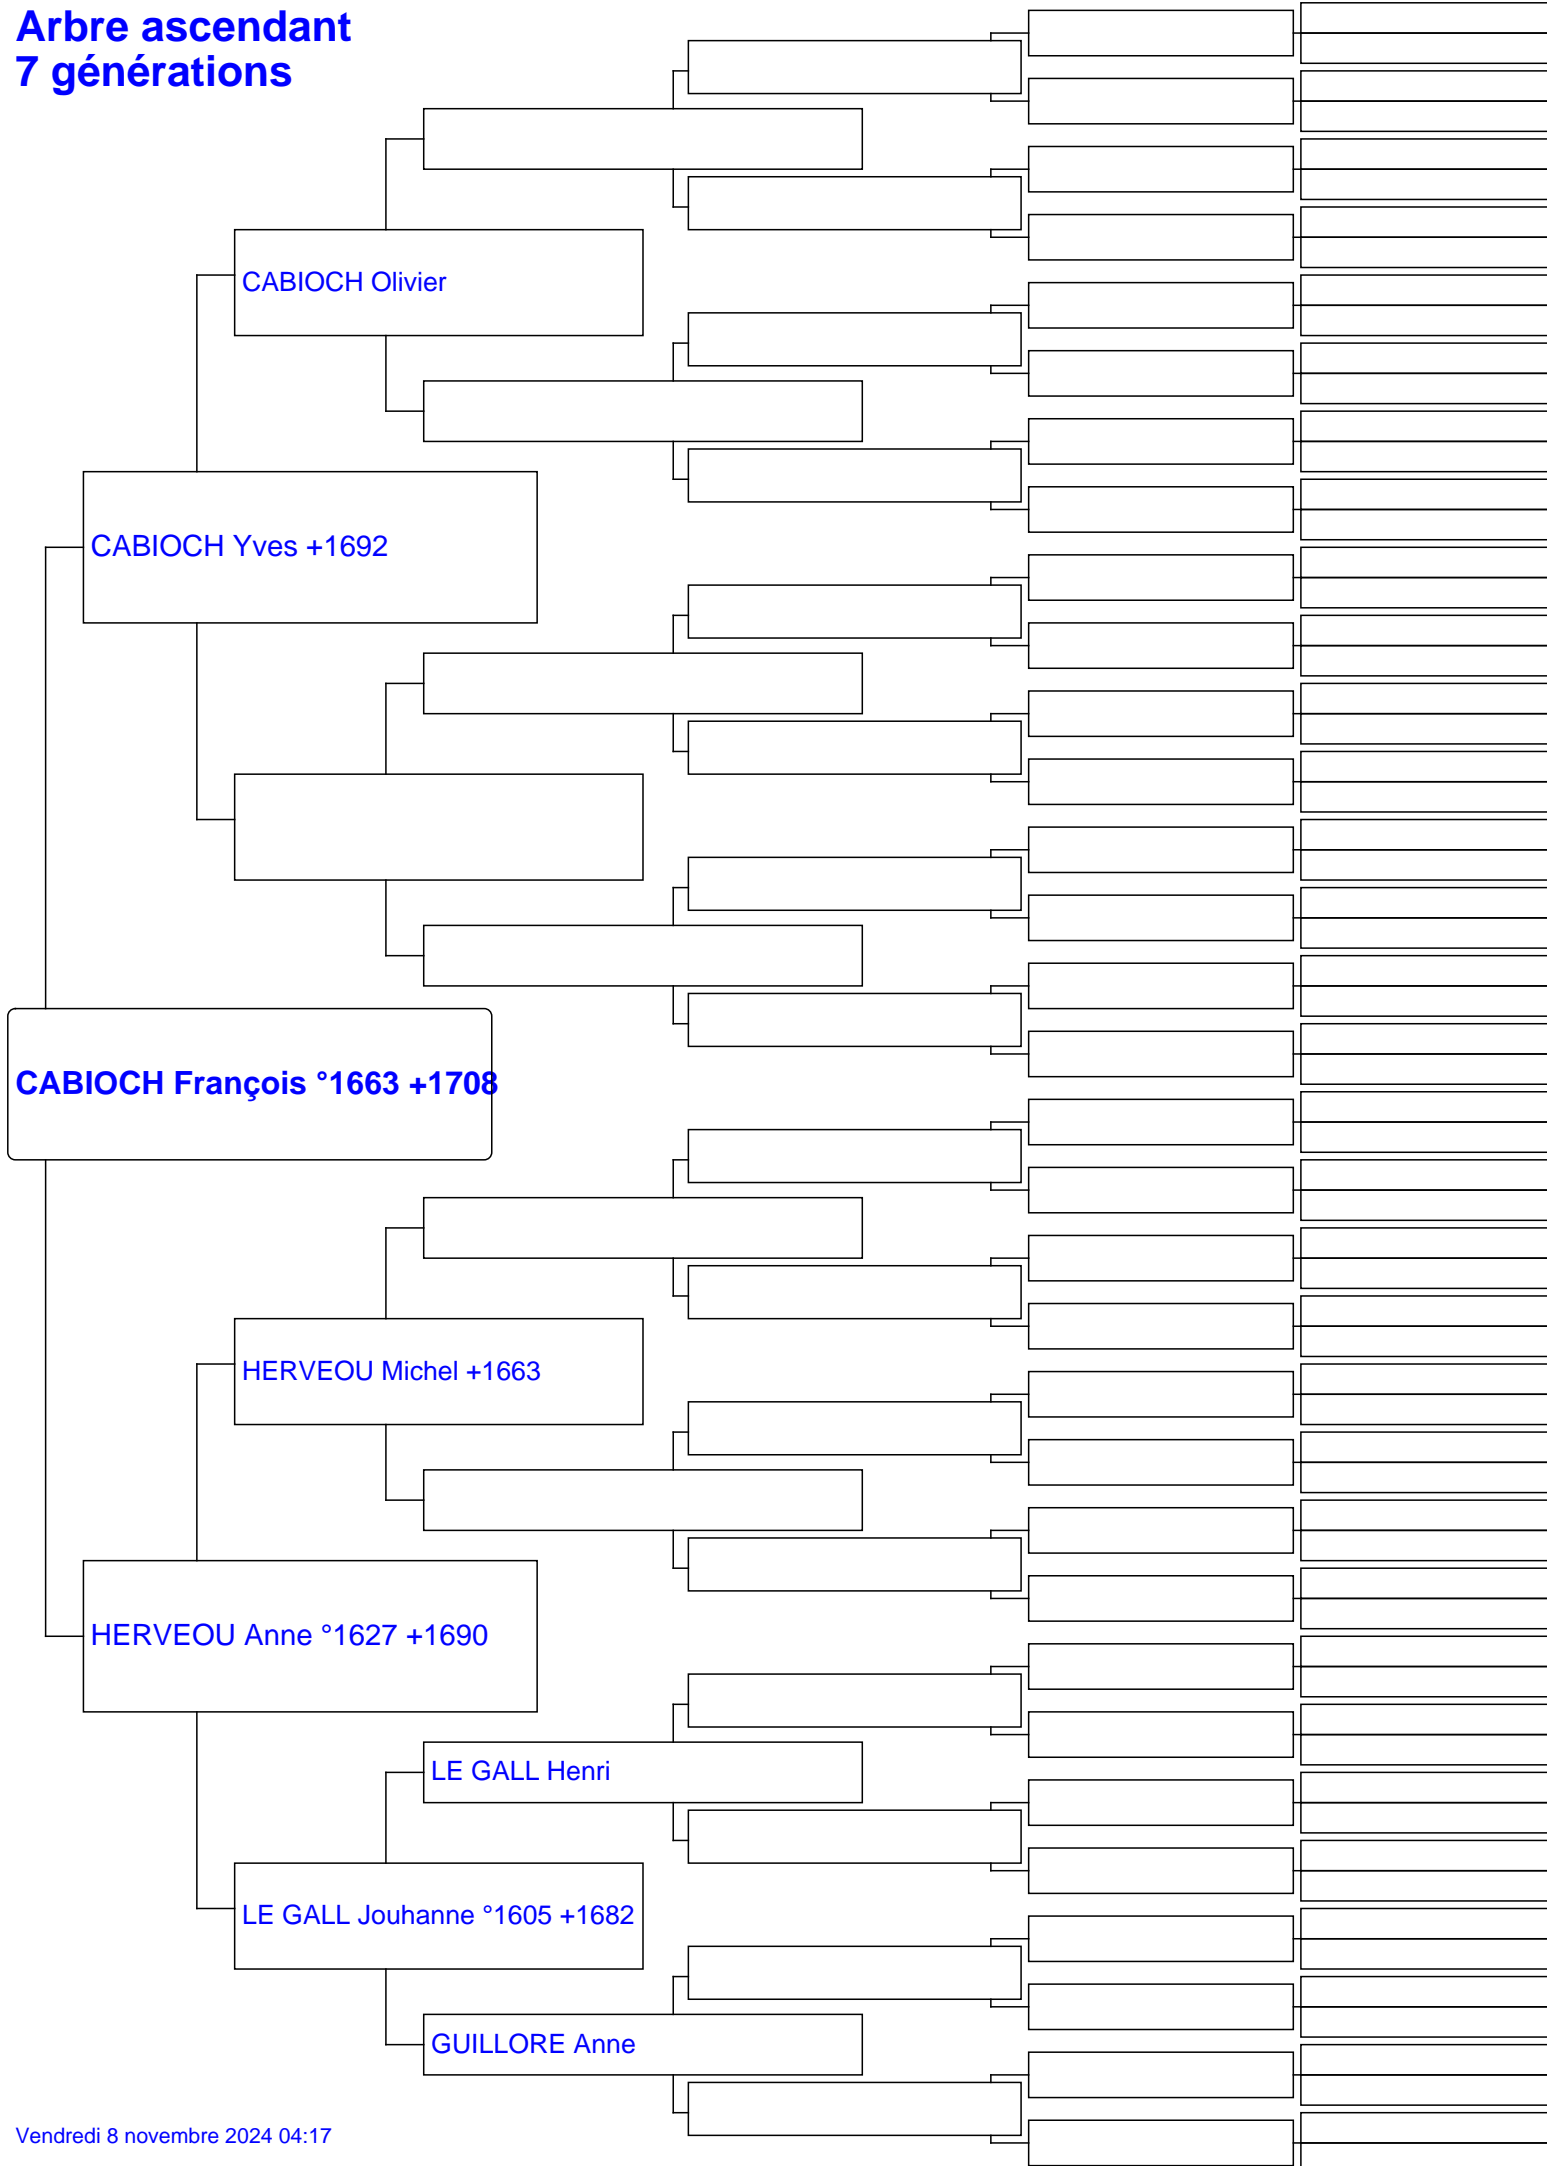 Arbre ascendant
7 générations
CABIOCH Olivier
CABIOCH Yves +1692
CABIOCH François °1663 +1708
HERVEOU Michel +1663
HERVEOU Anne °1627 +1690
LE GALL Henri
LE GALL Jouhanne °1605 +1682
GUILLORE Anne
Vendredi 8 novembre 2024 04:17